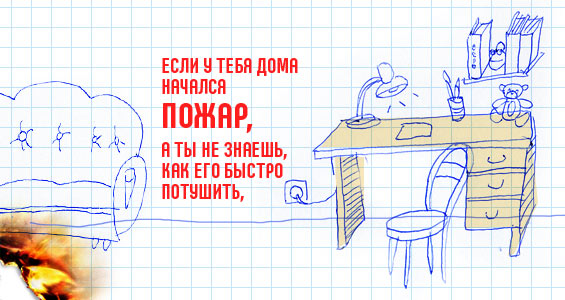 ЕСЛИ У ТЕБЯ ДОМА
НАЧАЛСЯ
ПОЖАР,
А ТЫ НЕ ЗНАЕШЬ,
КАК ЕГО БЫСТРО
ПОТУШИТЬ,